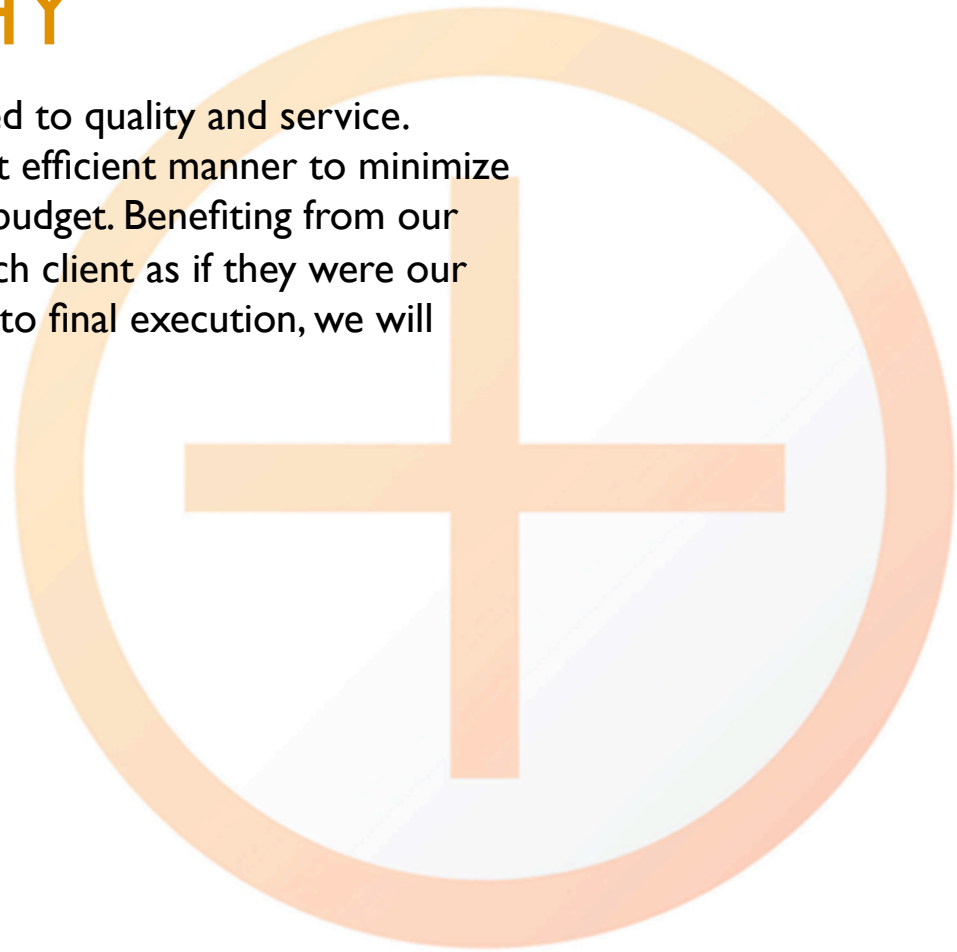 HY
ed to quality and service.
t efficient manner to minimize
budget. Benefiting from our
ch client as if they were our
to final execution, we will